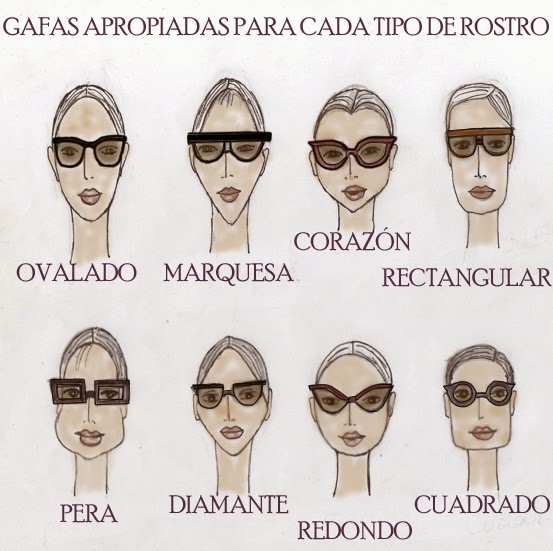 GAFAS APROPIADAS PARA CADA TIPO DE ROSTRO
OVALADO
MARQUESA
CORAZÓN
RECTANGULAR
PERA
DIAMANTE
REDONDO
CUADRADO